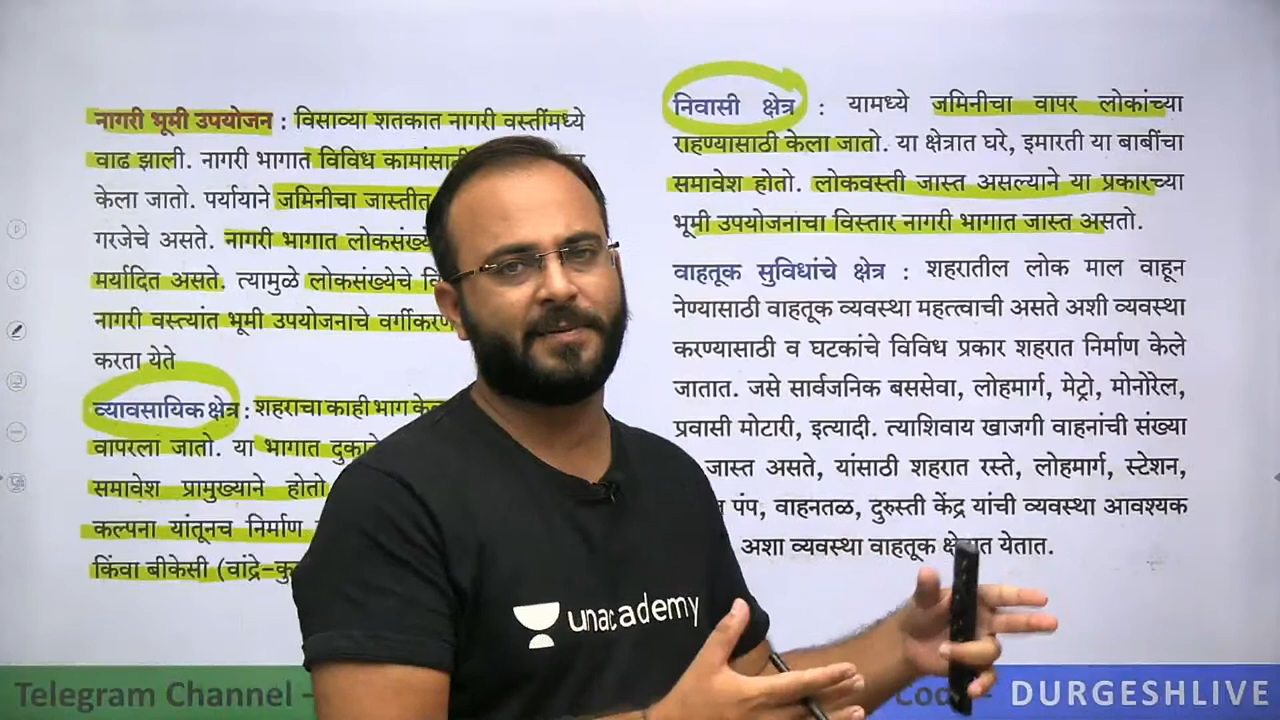 नागरी भूमी उपयोजन : विसाव्या शतकात नागरी वस्तींमध्ये
वाढ झाली. नागरी भागात विविध कामांसाठी
केला जातो. पर्यायाने जमिनीचा जास्तीत
गरजेचे असते. नागरी भागात
मर्यादित असते. त्यामुळे लोकसंख्येचे
नागरी वस्त्यांत भूमी उपयोजनाचे वर्गीकरण
करता येते
व्यावसायिक क्षेत्र : शहराचा काही भाग
वापरला जातो. या भागात
समावेश प्रामुख्याने होतो
कल्पना यांतूनच निर्माण
किंवा बीकेसी
निवासी क्षेत्र : यामध्ये जमिनीचा वापर लोकांच्या
राहण्यासाठी केला जातो. या क्षेत्रात घरे, इमारती या बाबींचा
समावेश होतो. लोकवस्ती जास्त असल्याने या प्रकारच्या
भूमी उपयोजनाचा विस्तार नागरी भागात जास्त असतो.
वाहतूक सुविधांचे क्षेत्र : शहरातील लोक माल वाहून
नेण्यासाठी वाहतूक व्यवस्था महत्त्वाची असते अशी व्यवस्था
करण्यासाठी व घटकांचे विविध प्रकार शहरात निर्माण केले
जातात. जसे सार्वजनिक बससेवा, लोहमार्ग, मेट्रो, मोनोरेल,
प्रवासी मोटारी, इत्यादी. त्याशिवाय खाजगी वाहनांची संख्या
जास्त असते, यांसाठी शहरात रस्ते, लोहमार्ग, स्टेशन,
पंप, वाहनतळ, दुरुस्ती केंद्र यांची व्यवस्था आवश्यक
अशा व्यवस्था वाहतूक येतात.
unacademy
Telegram Channel -
- DURGESHLIVE